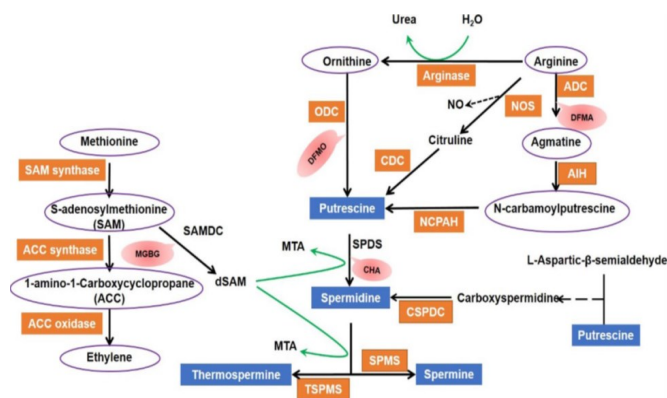 Urea
H₂O
Ornithine
Arginine
Arginase
ADC
ODC
NO
NOS
DFMA
Methionine
Citruline
Agmatine
DFMO
SAM synthase
CDC
AIH
S-adenosylmethionine
(SAM)
Putrescine
NCPAH
N-carbamoylputrescine
SAMDC
ACC synthase
MGBG
MTA
SPDS
CHA
L-Aspartic-β-semialdehyde
1-amino-1-Carboxycyclopropane
(ACC)
dSAM
Spermidine
CSPDC
Carboxyspermidine
ACC oxidase
Putrescine
Ethylene
MTA
SPMS
Thermospermine
TSPMS
Spermine